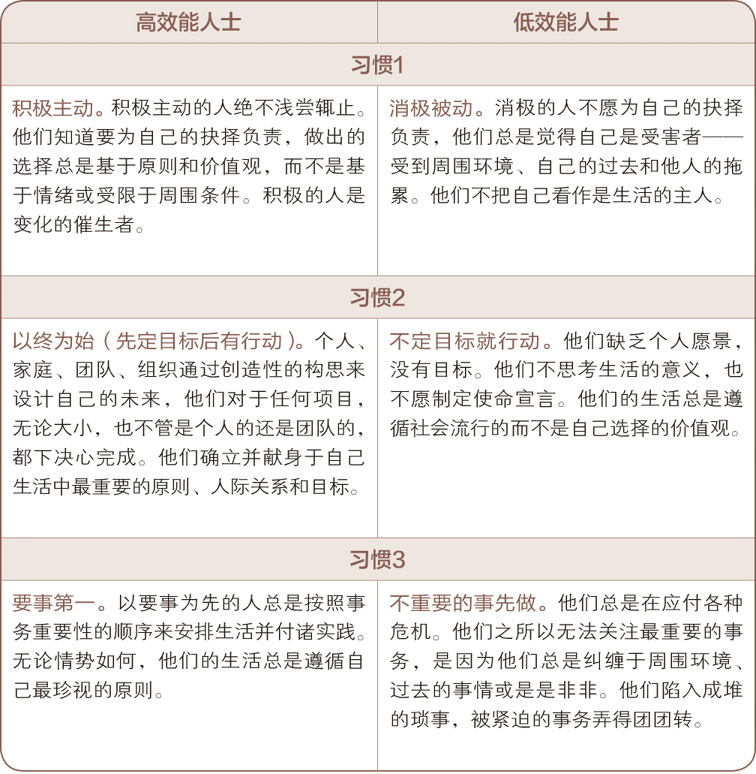 高效能人士
低效能人士
习惯1
积极主动。积极主动的人绝不浅尝辄止。
他们知道要为自己的抉择负责，做出的
选择总是基于原则和价值观，而不是基
于情绪或受限于周围条件。积极的人是
变化的催生者。
消极被动。消极的人不愿为自己的抉择
负责，他们总是觉得自己是受害者——
受到周围环境、自己的过去和他人的拖
累。他们不把自己看作是生活的主人。
习惯2
以终为始（先定目标后有行动）。个人、
家庭、团队、组织通过创造性的构思来
设计自己的未来，他们对于任何项目，
无论大小，也不管是个人的还是团队的，
都下决心完成。他们确立并献身于自己
生活中最重要的原则、人际关系和目标。
不定目标就行动。他们缺乏个人愿景，
没有目标。他们不思考生活的意义，也
不愿制定使命宣言。他们的生活总是遵
循社会流行的而不是自己选择的价值观。
习惯3
要事第一。以要事为先的人总是按照事
务重要性的顺序来安排生活并付诸实践。
无论情势如何，他们的生活总是遵循自
己最珍视的原则。
不重要的事先做。他们总是在应付各种
危机。他们之所以无法关注最重要的事
务，是因为他们总是纠缠于周围环境、
过去的事情或是是非非。他们陷入成堆
的琐事，被紧迫的事务弄得团团转。